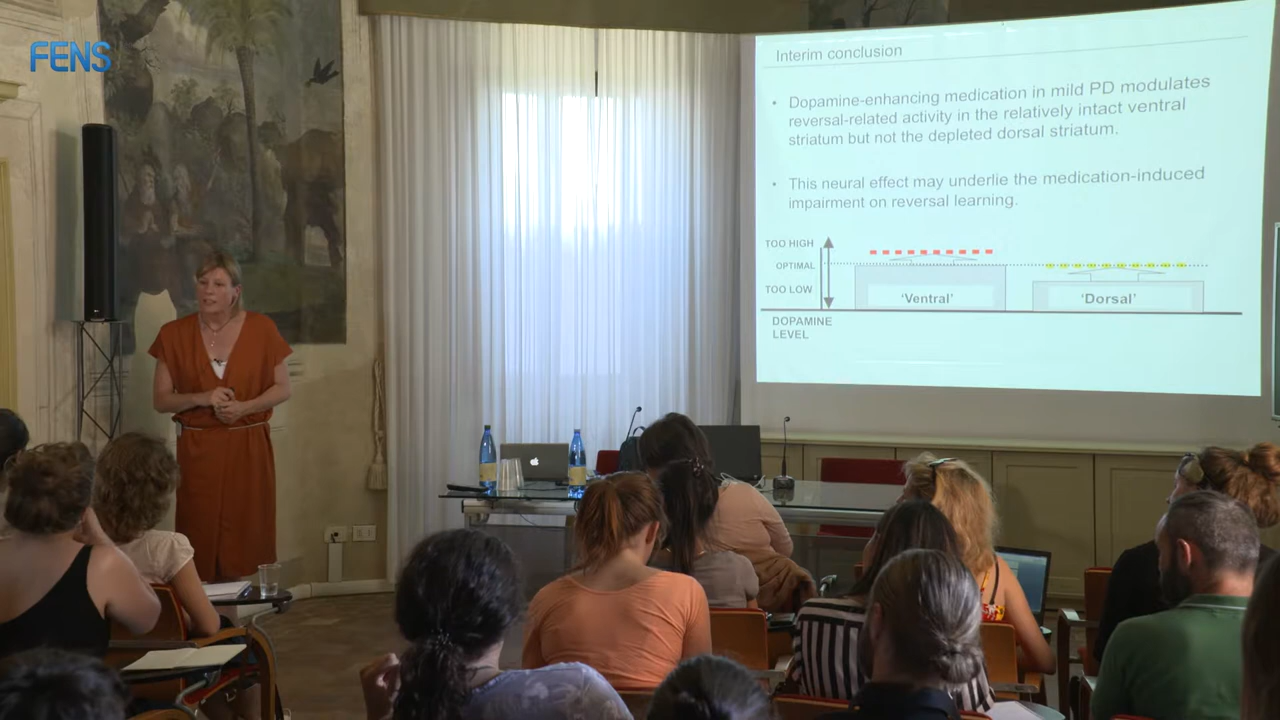 FENS
Interim conclusion
• Dopamine-enhancing medication in mild PD modulates
reversal-related activity in the relatively intact ventral
striatum but not the depleted dorsal striatum.
• This neural effect may underlie the medication-induced
impairment on reversal learning.
TOO HIGH
OPTIMAL
TOO LOW
'Ventral'
'Dorsal'
DOPAMINE
LEVEL